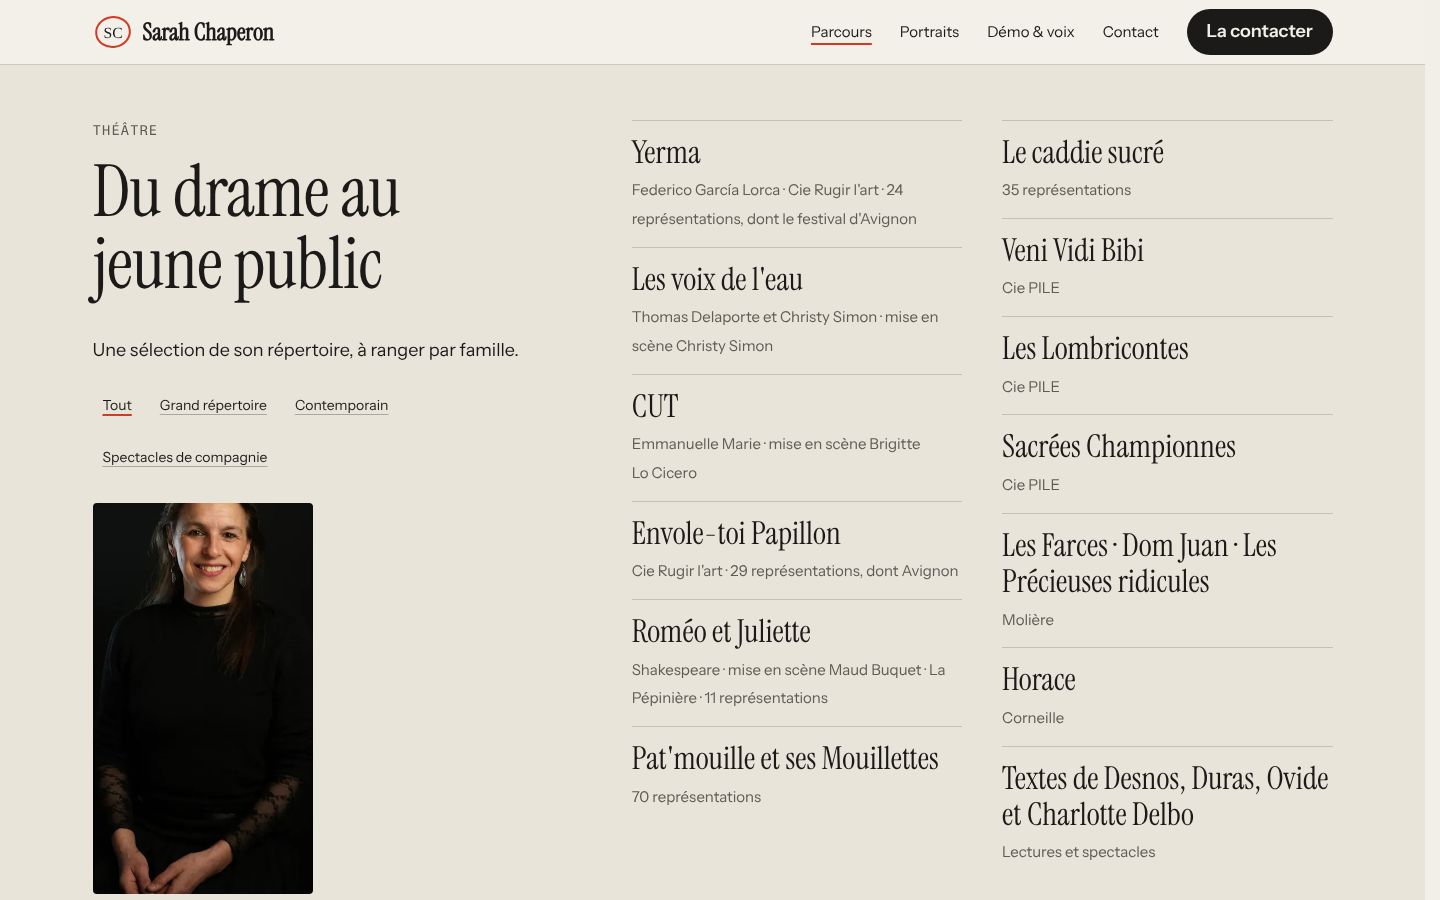 SC Sarah Chaperon
Parcours Portraits Démo & voix Contact La contacter
THÉÂTRE
Du drame au
jeune public
Une sélection de son répertoire, à ranger par famille.
Tout Grand répertoire Contemporain
Spectacles de compagnie
Yerma
Federico García Lorca · Cie Rugir l'art · 24
représentations, dont le festival d'Avignon
Les voix de l'eau
Thomas Delaporte et Christy Simon · mise en
scène Christy Simon
CUT
Emmanuelle Marie · mise en scène Brigitte
Lo Cicero
Envole-toi Papillon
Cie Rugir l'art · 29 représentations, dont Avignon
Roméo et Juliette
Shakespeare · mise en scène Maud Buquet · La
Pépinière · 11 représentations
Pat'mouille et ses Mouillettes
70 représentations
Le caddie sucré
35 représentations
Veni Vidi Bibi
Cie PILE
Les Lombricontes
Cie PILE
Sacrées Championnes
Cie PILE
Les Farces · Dom Juan · Les
Précieuses ridicules
Molière
Horace
Corneille
Textes de Desnos, Duras, Ovide
et Charlotte Delbo
Lectures et spectacles